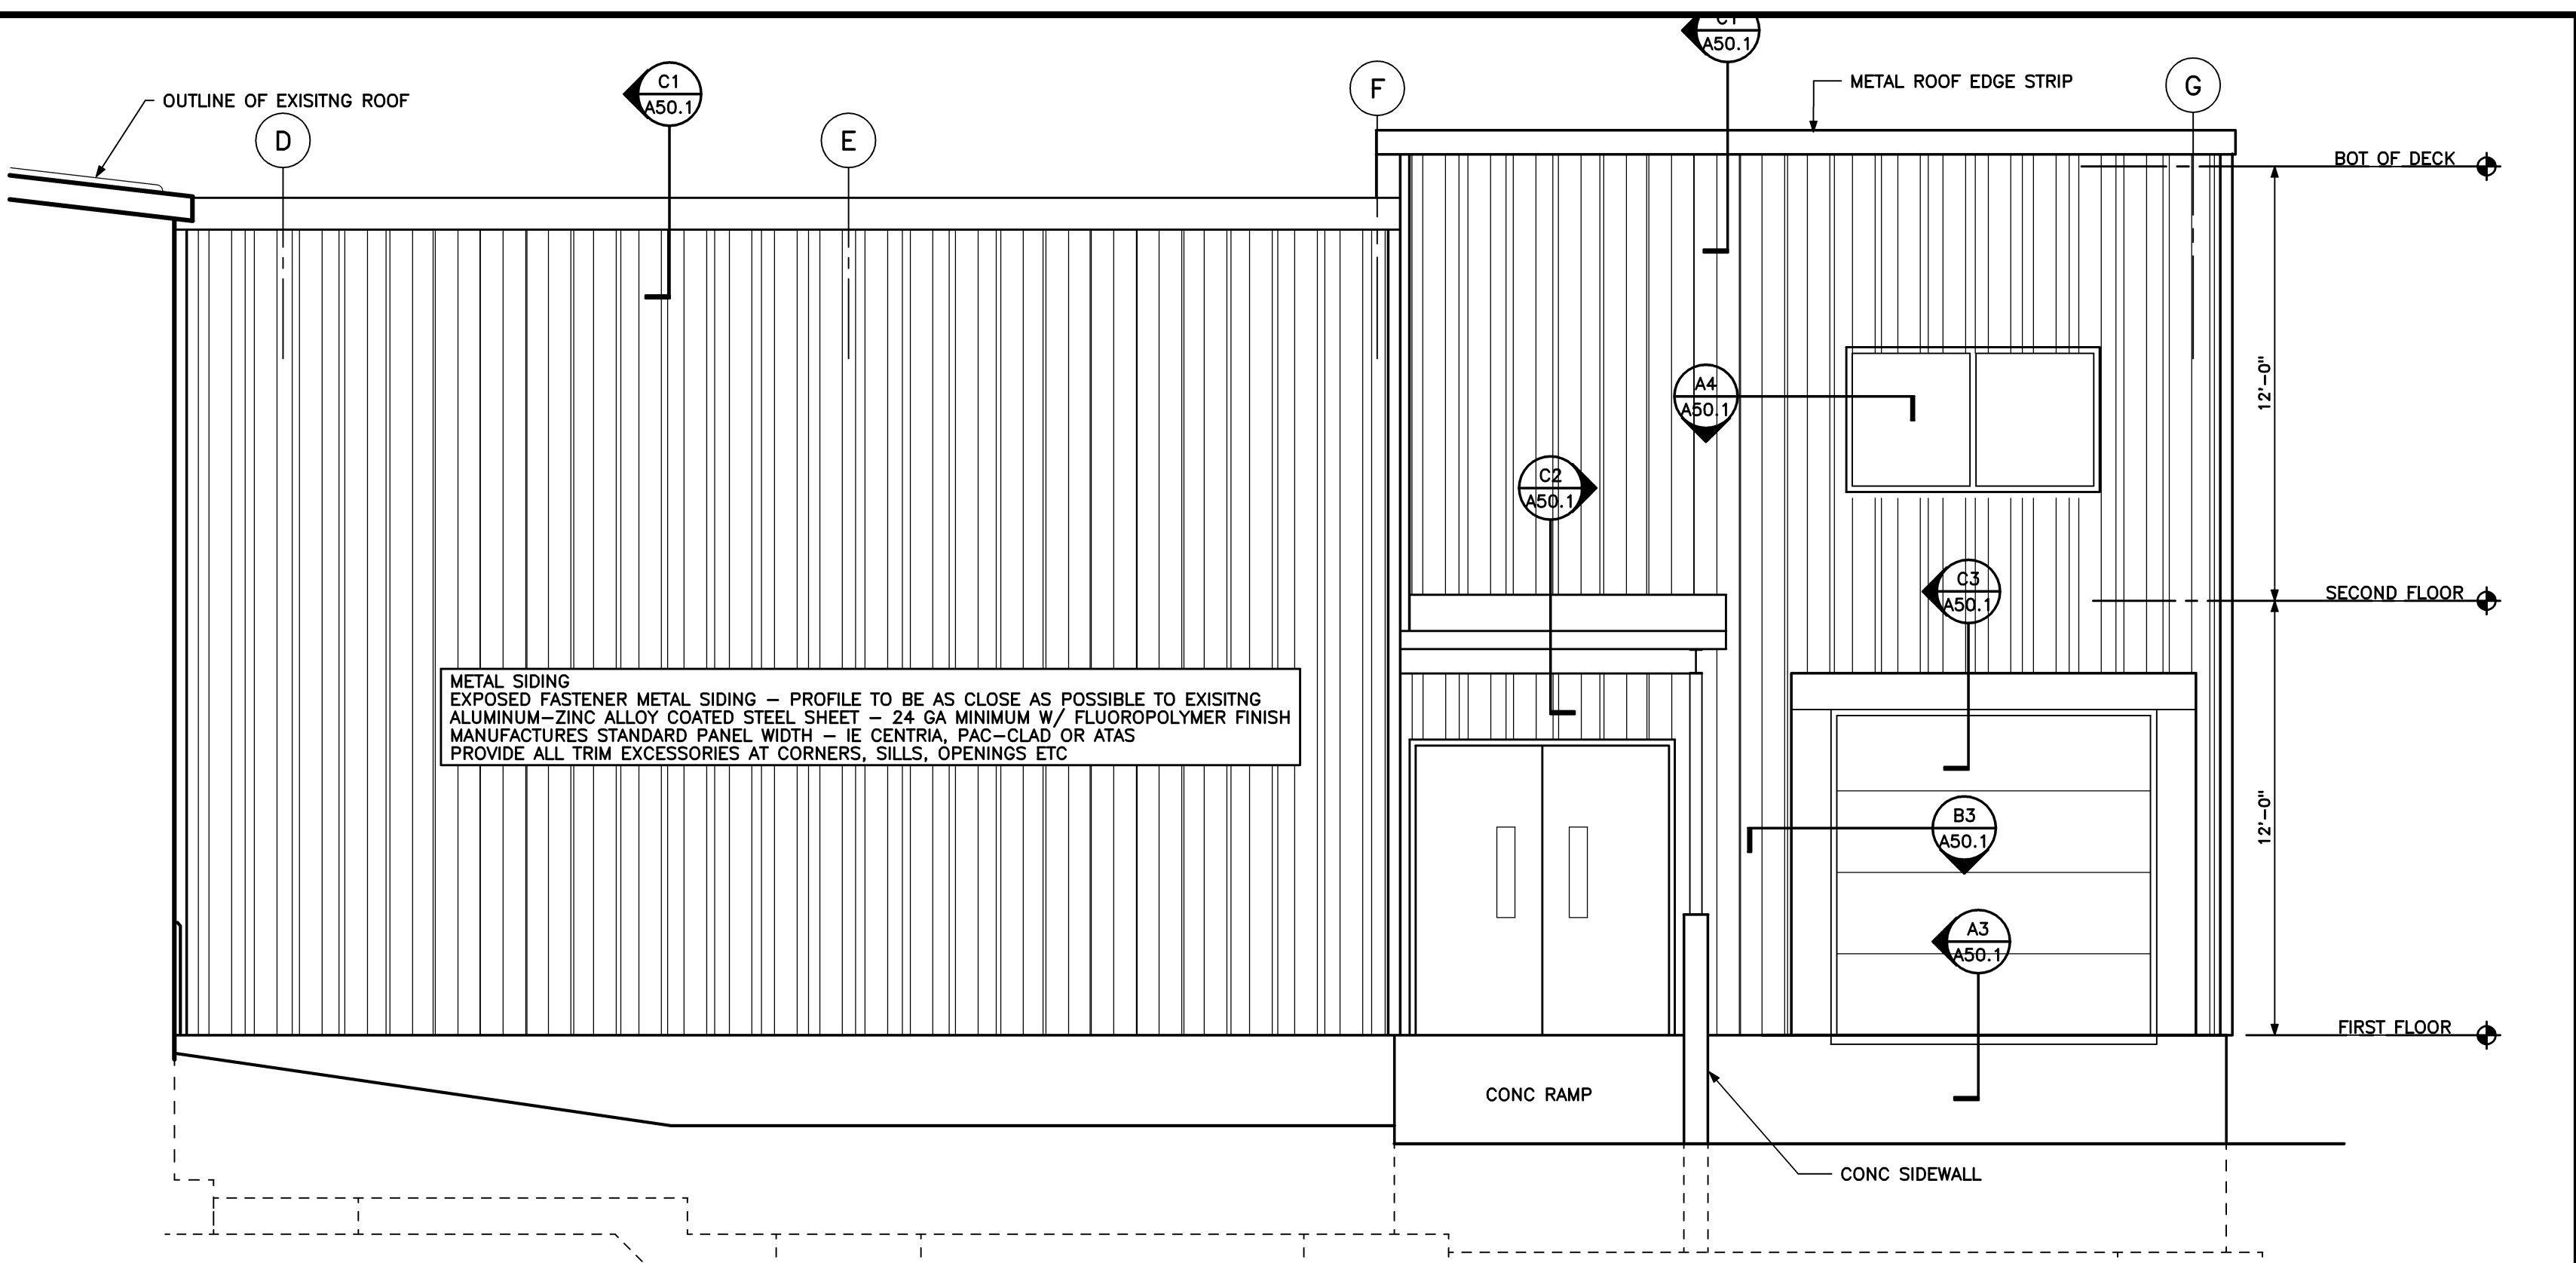 C1
A50.1
C1
A50.1
F
G
METAL ROOF EDGE STRIP
OUTLINE OF EXISITNG ROOF
D
E
BOT OF DECK
12'-0"
A4
A50.1
C2
A50.1
C3
A50.1
SECOND FLOOR
METAL SIDING
EXPOSED FASTENER METAL SIDING - PROFILE TO BE AS CLOSE AS POSSIBLE TO EXISITNG
ALUMINUM-ZINC ALLOY COATED STEEL SHEET - 24 GA MINIMUM W/ FLUOROPOLYMER FINISH
MANUFACTURES STANDARD PANEL WIDTH - IE CENTRIA, PAC-CLAD OR ATAS
PROVIDE ALL TRIM EXCESSORIES AT CORNERS, SILLS, OPENINGS ETC
12'-0"
B3
A50.1
A3
A50.1
FIRST FLOOR
CONC RAMP
CONC SIDEWALL